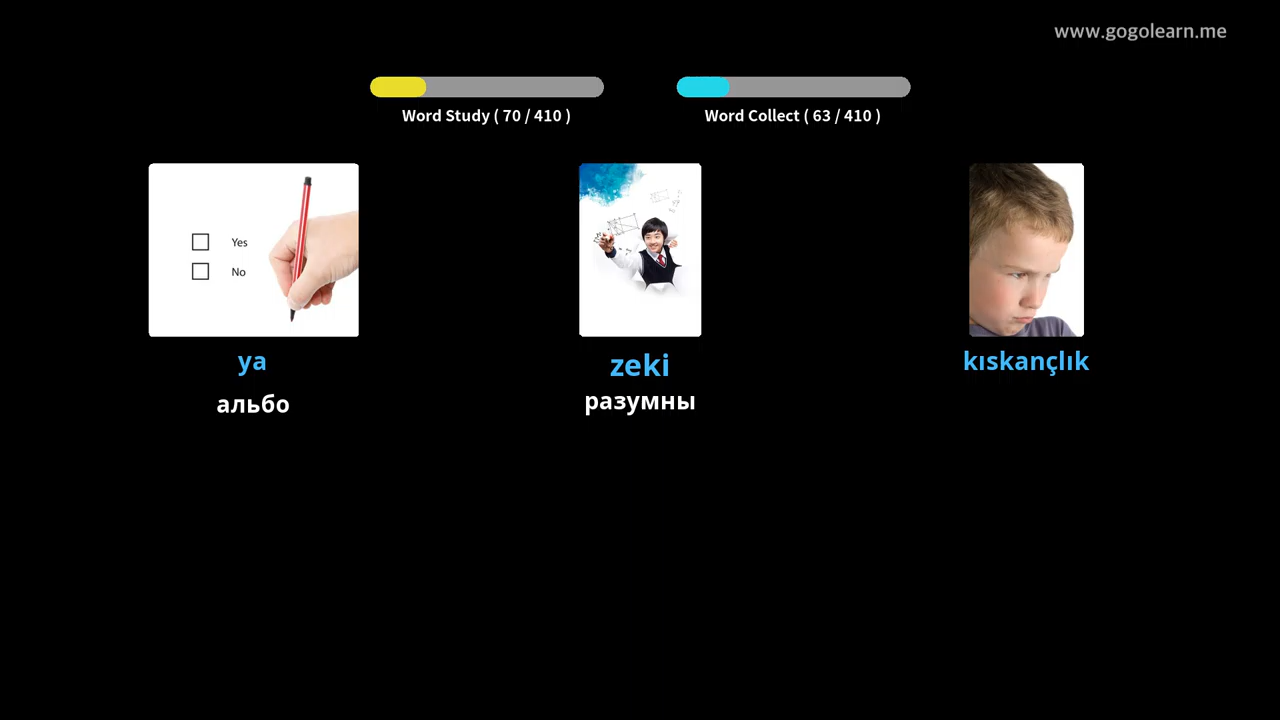 www.gogolearn.me
Word Study ( 70 / 410 )
Word Collect ( 63 / 410 )
Yes
No
ya
zeki
kıskançlık
альбо
разумны